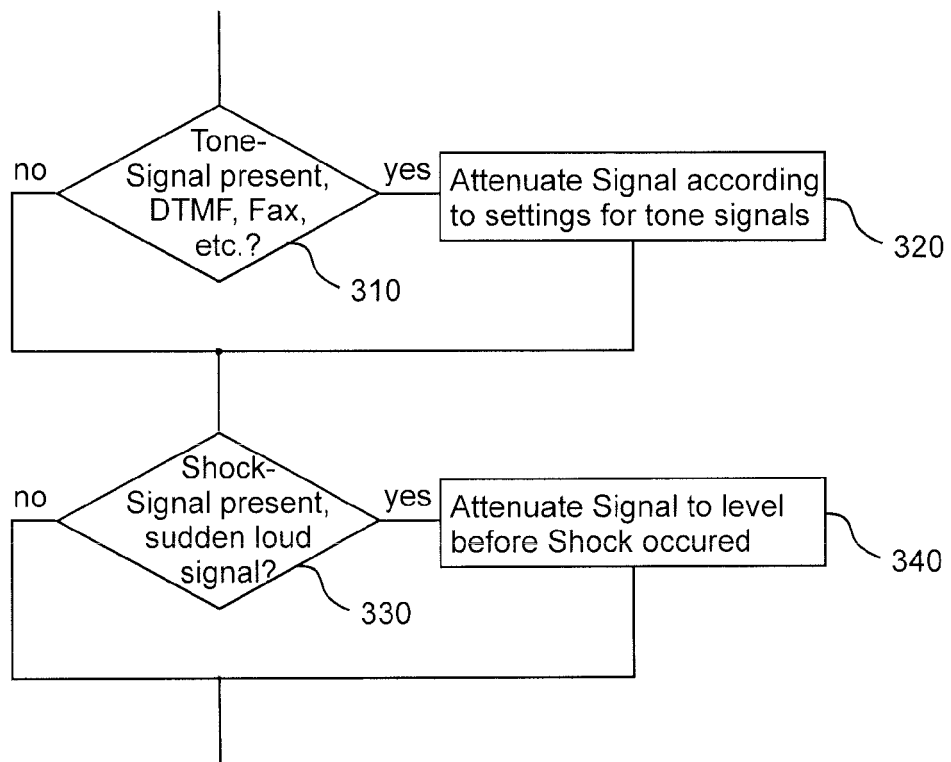 Tone-
Signal present,
DTMF, Fax,
etc.?
no
yes
Attenuate Signal according
to settings for tone signals
320
310
Shock-
Signal present,
sudden loud
signal?
no
yes
Attenuate Signal to level
before Shock occured
340
330